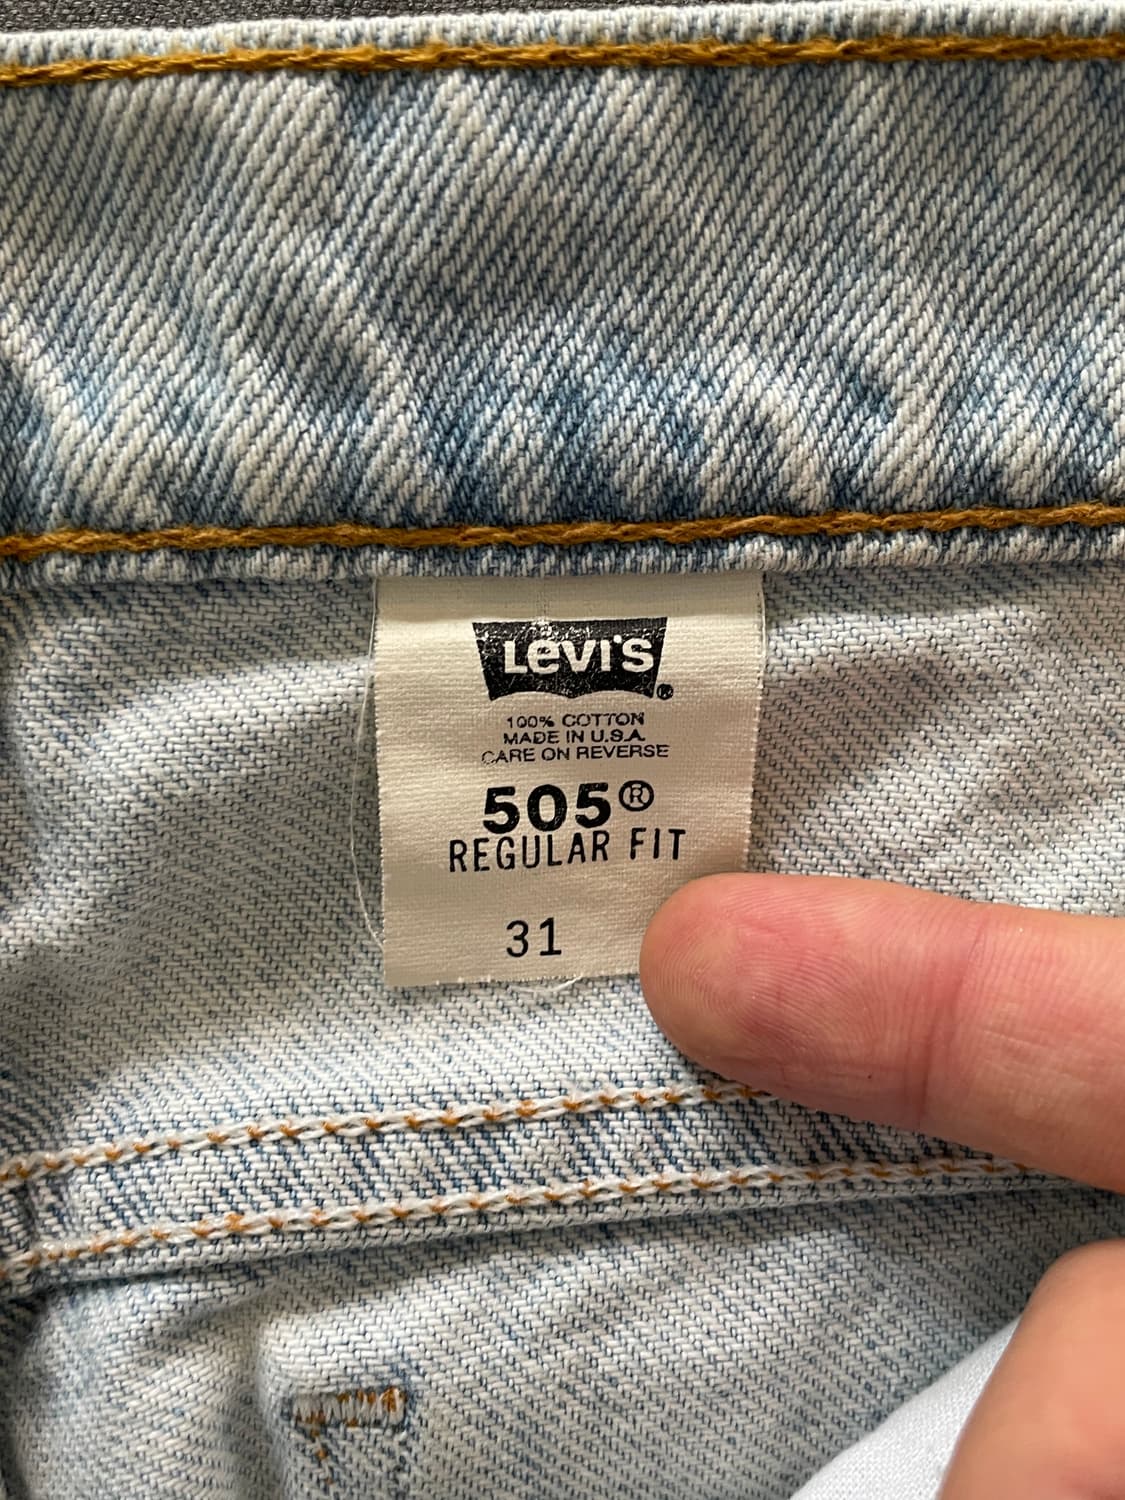 Levi's®
100% COTTON
MADE IN U.S.A.
CARE ON REVERSE
505®
REGULAR FIT
31